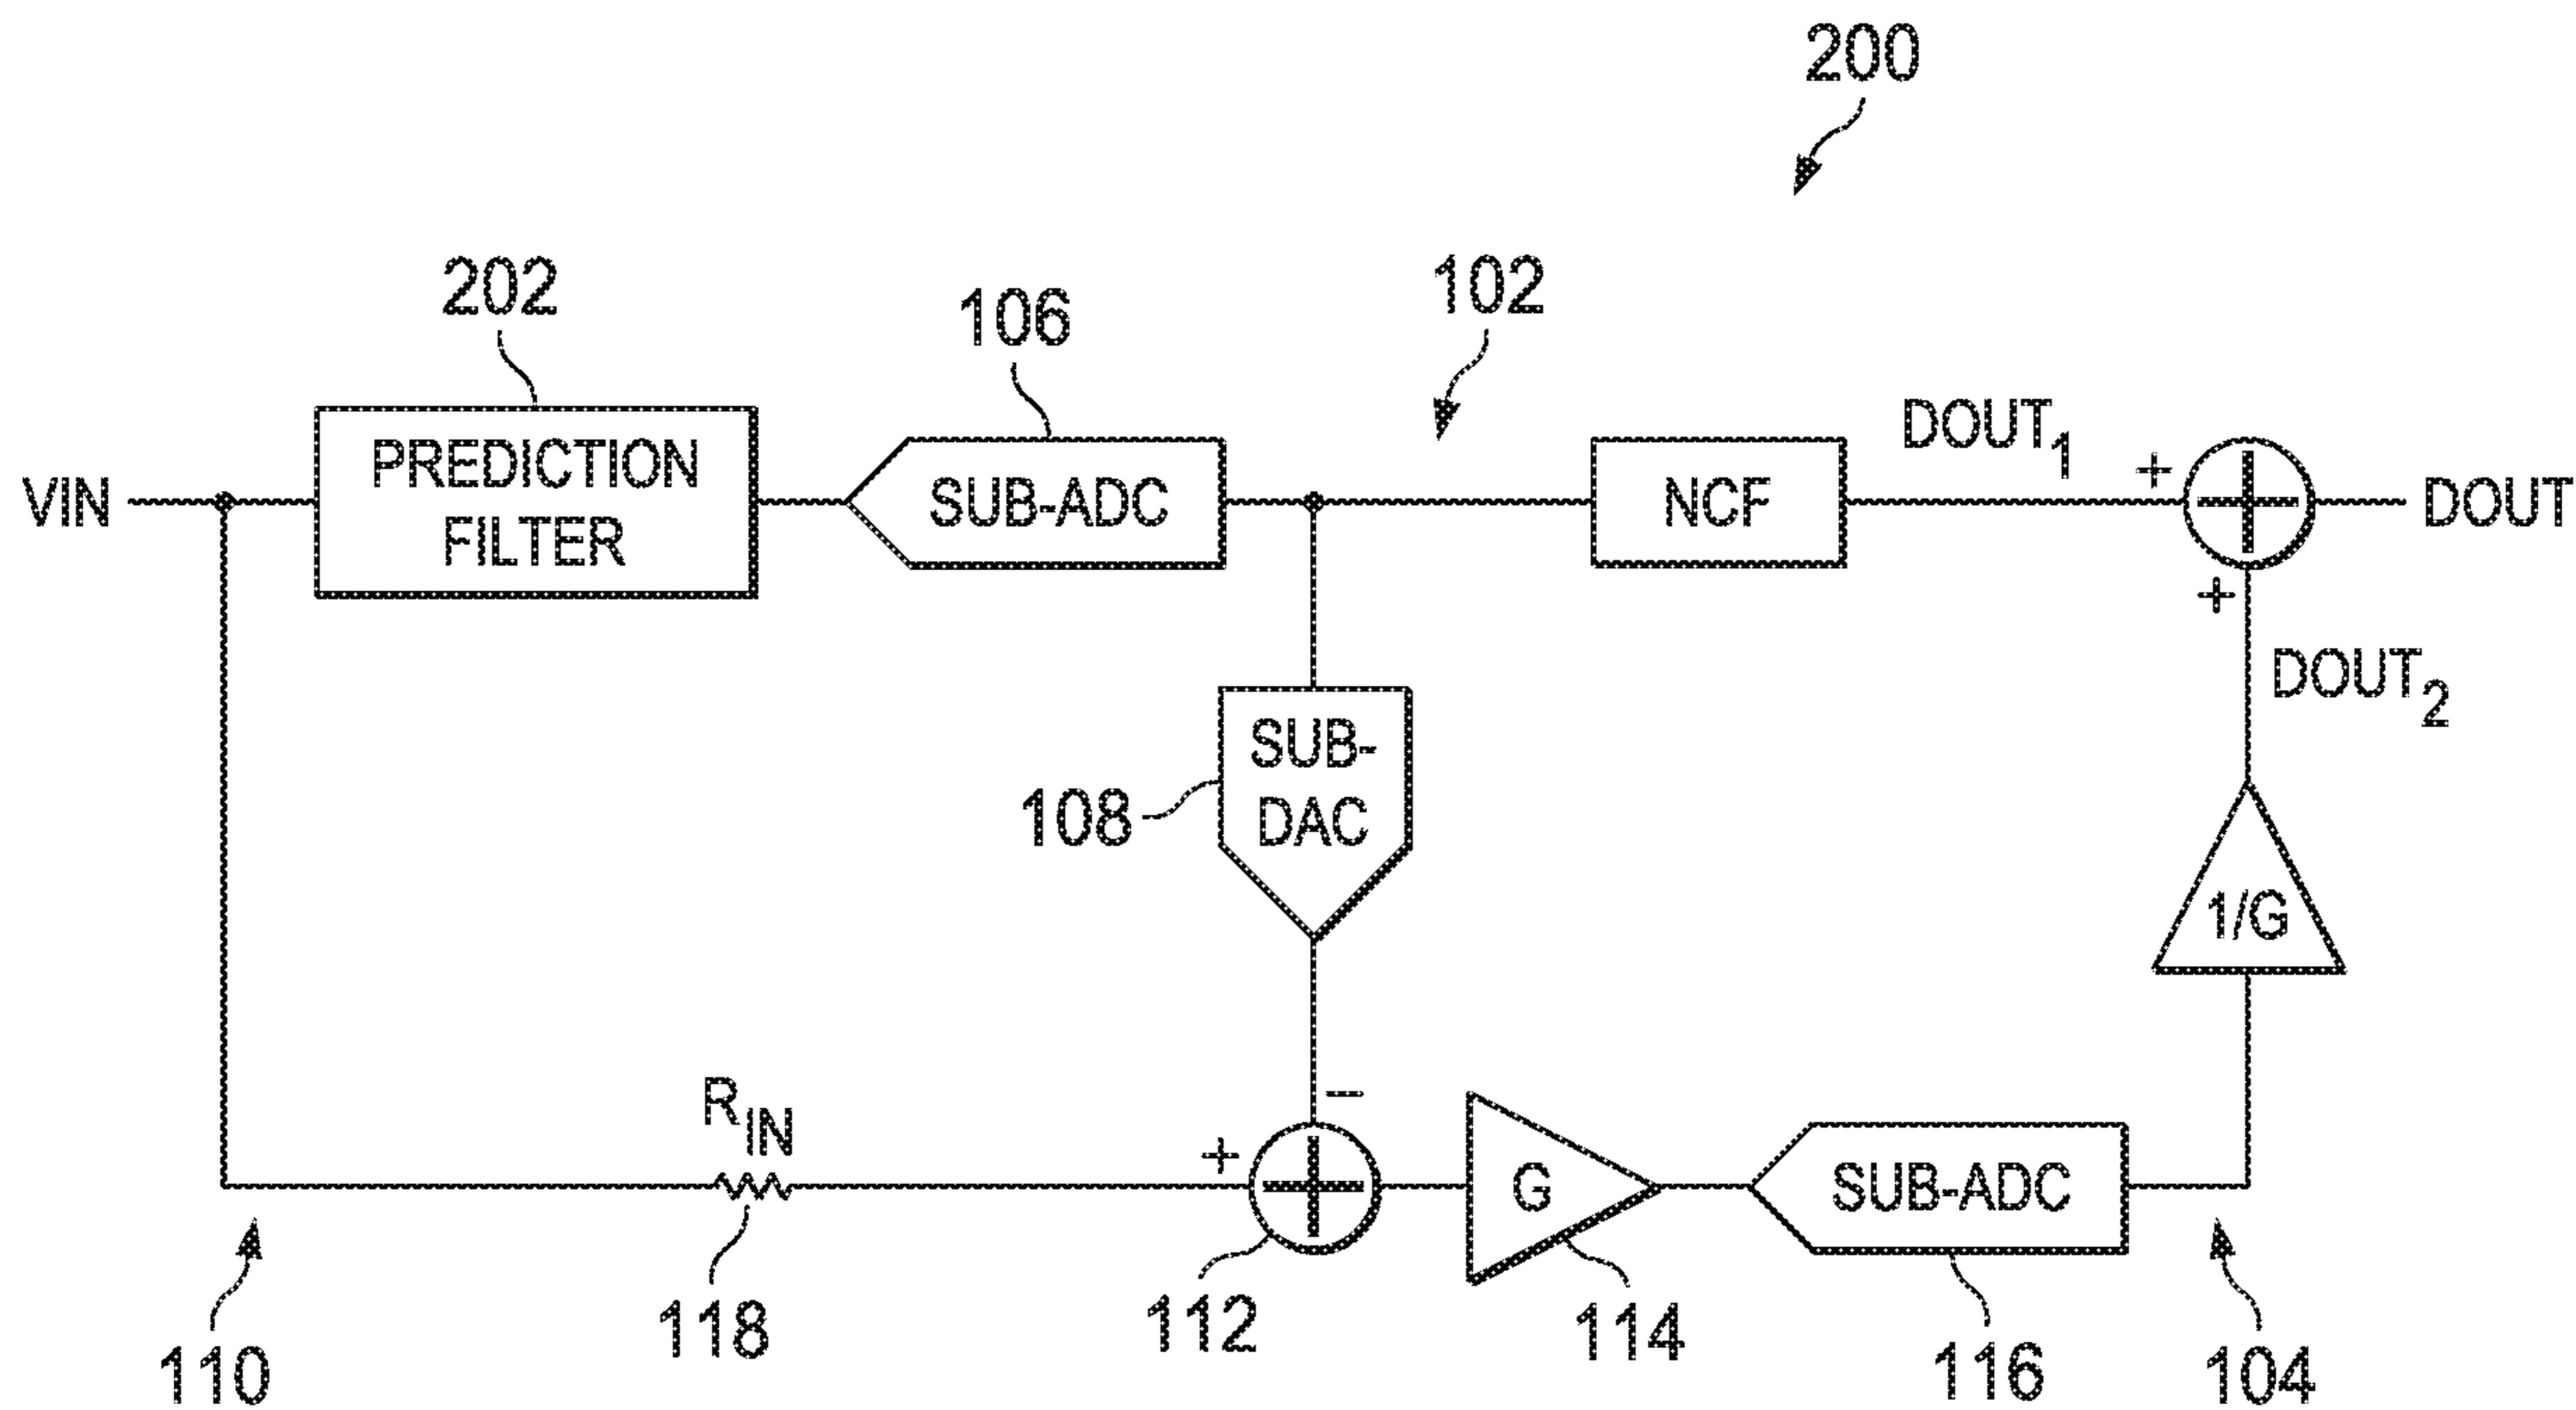 200
202
106
102
VIN
PREDICTION
FILTER
SUB-ADC
NCF
DOUT1
+
+
DOUT
DOUT2
SUB-
DAC
108
1/G
RIN
+
−
G
SUB-ADC
110
118
112
114
116
104